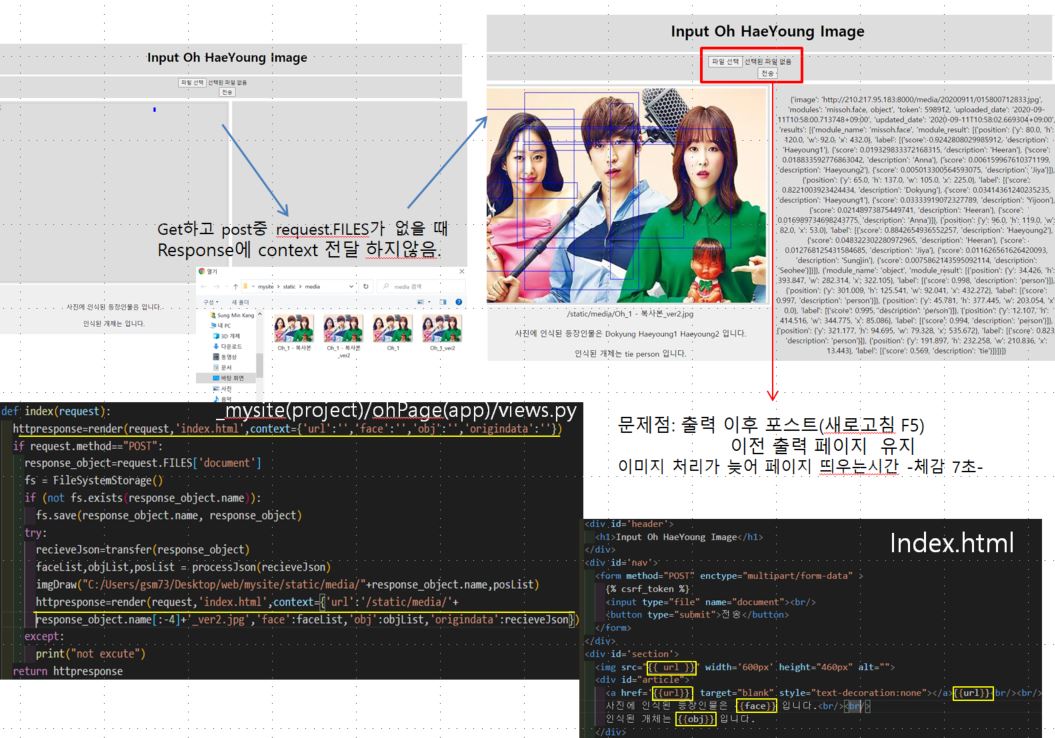 Input Oh HaeYoung Image
파일 선택 선택된 파일 없음
전송
Get하고 post중 request.FILES가 없을 때
Response에 context 전달 하지않음.
사진에 인식된 등장인물은 입니다..
인식된 개체는 입니다.
열기
mysite > static > media
media 검색
구성 새 폴더
Sung Min Kang
내 PC
3D 개체
다운로드
동영상
문서
바탕 화면
사진
음악
Oh_1 - 복사본
Oh_1 - 복사본_ver2
Oh_1
Oh_1_ver2
Input Oh HaeYoung Image
파일 선택 선택된 파일 없음
전송
/static/media/Oh_1 - 복사본_ver2.jpg
사진에 인식된 등장인물은 Dokyung Haeyoung1 Haeyoung2 입니다.
인식된 개체는 tie person 입니다.
{'image': 'http://210.217.95.183:8000/media/20200911/015800712833.jpg',
'modules': 'missoh.face, object', 'token': 598912, 'uploaded_date': '2020-09-
11T10:58:00.713748+09:00', 'updated_date': '2020-09-11T10:58:02.669304+09:00',
'results': [{'module_name': 'missoh.face', 'module_result': [{'position': {'y': 80.0, 'h':
120.0, 'w': 92.0, 'x': 432.0}, 'label': [{'score': 0.9242808029985912, 'description':
'Haeyoung1'}, {'score': 0.019329833372168315, 'description': 'Heeran'}, {'score':
0.018833592776863042, 'description': 'Anna'}, {'score': 0.006159967610371199,
'description': 'Haeyoung2'}, {'score': 0.005013300564593075, 'description': 'Jiya'}]},
{'position': {'y': 65.0, 'h': 137.0, 'w': 105.0, 'x': 225.0}, 'label': [{'score':
0.8221003923424434, 'description': 'Dokyung'}, {'score': 0.03414361240235235,
'description': 'Haeyoung1'}, {'score': 0.03333919072327789, 'description': 'Yijoon'},
{'score': 0.02148973875449741, 'description': 'Heeran'}, {'score':
0.016989734698243775, 'description': 'Anna'}]}, {'position': {'y': 96.0, 'h': 119.0, 'w':
82.0, 'x': 53.0}, 'label': [{'score': 0.8842654936552257, 'description': 'Haeyoung2'},
{'score': 0.048322302280972965, 'description': 'Heeran'}, {'score':
0.012768125431584685, 'description': 'Jiya'}, {'score': 0.011626561626420093,
'description': 'Sungjin'}, {'score': 0.0075862143595092114, 'description':
'Seohee'}]}]}, {'module_name': 'object', 'module_result': [{'position': {'y': 34.426, 'h':
393.847, 'w': 282.314, 'x': 322.105}, 'label': [{'score': 0.998, 'description': 'person'}]},
{'position': {'y': 301.009, 'h': 125.541, 'w': 92.041, 'x': 432.272}, 'label': [{'score':
0.997, 'description': 'person'}]}, {'position': {'y': 45.781, 'h': 377.445, 'w': 203.054, 'x':
0.0}, 'label': [{'score': 0.995, 'description': 'person'}]}, {'position': {'y': 12.107, 'h':
414.516, 'w': 344.775, 'x': 85.086}, 'label': [{'score': 0.994, 'description': 'person'}]},
{'position': {'y': 321.177, 'h': 94.695, 'w': 79.328, 'x': 535.672}, 'label': [{'score': 0.823,
'description': 'person'}]}, {'position': {'y': 191.897, 'h': 232.258, 'w': 210.836, 'x':
13.443}, 'label': [{'score': 0.569, 'description': 'tie'}]}]}]}
문제점: 출력 이후 포스트(새로고침 F5)
이전 출력 페이지 유지
이미지 처리가 늦어 페이지 띄우는시간 -체감 7초-
_mysite(project)/ohPage(app)/views.py
def index(request):
httpresponse=render(request,'index.html',context={'url':'','face':'','obj':'','origindata':''})
if request.method=="POST":
response_object=request.FILES['document']
fs = FileSystemStorage()
if (not fs.exists(response_object.name)):
fs.save(response_object.name, response_object)
try:
recieveJson=transfer(response_object)
faceList,objList,posList = processJson(recieveJson)
imgDraw("C:/Users/gsm73/Desktop/web/mysite/static/media/"+response_object.name,posList)
httpresponse=render(request,'index.html',context={'url':'/static/media/'+
response_object.name[:-4]+'_ver2.jpg','face':faceList,'obj':objList,'origindata':recieveJson})
except:
print("not excute")
return httpresponse
Index.html
<div id='header'>
<h1>Input Oh HaeYoung Image</h1>
</div>
<div id='nav'>
<form method="POST" enctype="multipart/form-data" >
{% csrf_token %}
<input type="file" name="document"><br/>
<button type="submit">전송</button>
</form>
</div>
<div id='section'>
<img src="{{ url }}" width='600px' height="460px" alt="">
<div id="article">
<a href="{{url}}" target="blank" style="text-decoration:none"></a>{{url}}<br/><br/>
사진에 인식된 등장인물은 {{face}} 입니다.<br/><br/>
인식된 개체는 {{obj}} 입니다.
</div>